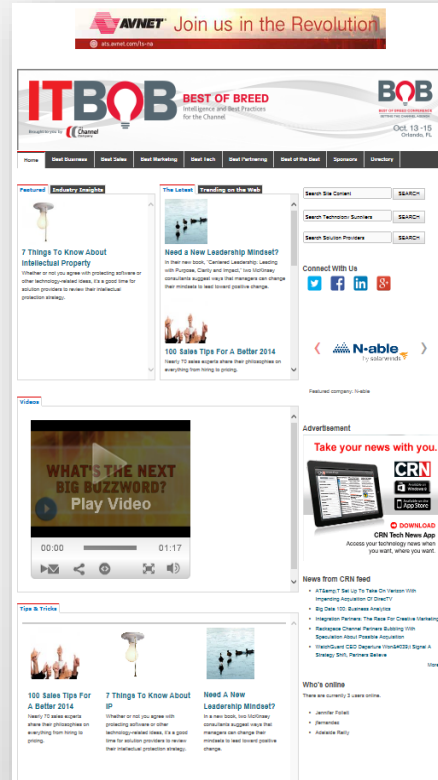 AVNET Join us in the Revolution
ats.avnet.com/ts-na
ITBOB BEST OF BREED
Intelligence and Best Practices
for the Channel
Brought to you by The Channel Company
BOB
BEST OF BREED CONFERENCE
Oct. 13 -15
Orlando, FL
Home Best Business Best Sales Best Marketing Best Tech Best Partnering Best of the Best Sponsors Directory
Featured Industry Insights
7 Things To Know About
Intellectual Property
Whether or not you agree with protecting software or
other technology-related ideas, it's a good time for
solution providers to review their intellectual
protection strategy.
The Latest Trending on the Web
Need a New Leadership Mindset?
In their new book, "Centered Leadership: Leading
with Purpose, Clarity and Impact," two McKinsey
consultants suggest ways that managers can change
their mindsets to lead toward positive change.
100 Sales Tips For A Better 2014
Nearly 70 sales experts share their philosophies on
everything from hiring to pricing.
Search Site Content SEARCH
Search Technology Suppliers SEARCH
Search Solution Providers SEARCH
Connect With Us
N-able
by solarwinds
Featured company: N-able
Videos
WHAT'S THE NEXT
BIG BUZZWORD?
Play Video
00:00 01:17
Advertisement
Take your news with you.
CRN
Available on
Windows 8
Available on the
App Store
DOWNLOAD
CRN Tech News App
Access your technology news when
you want, where you want.
News from CRN feed
AT&amp;T Set Up To Take On Verizon With
Impending Acquisition Of DirecTV
Big Data 100: Business Analytics
Integration Partners: The Race For Creative Marketing
Rackspace Channel Partners Buzzing With
Speculation About Possible Acquisition
WatchGuard CEO Departure Won&#039;t Signal A
Strategy Shift, Partners Believe
More
Who's online
There are currently 3 users online.
Jennifer Follett
jfernandes
Adelaide Reilly
Tips & Tricks
100 Sales Tips For
A Better 2014
Nearly 70 sales experts
share their philosophies on
everything from hiring to
pricing.
7 Things To Know About
IP
Whether or not you agree with
protecting software or other
technology-related ideas, it's a good
time for solution providers to review
their intellectual protection strategy.
Need A New
Leadership Mindset?
In a new book, two McKinsey
consultants suggest ways that
managers can change their
mindsets to lead toward positive
change.